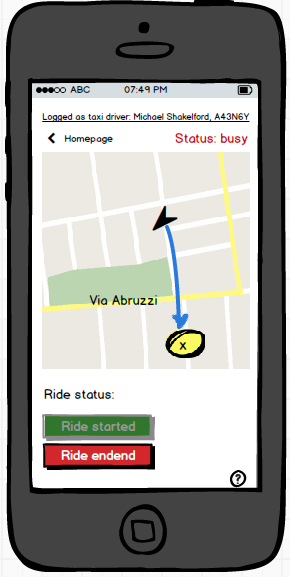 ABC 07:49 PM
Logged as taxi driver: Michael Shakelford, A43N6Y
Homepage Status: busy
Via Abruzzi
x
Ride status:
Ride started
Ride endend
?